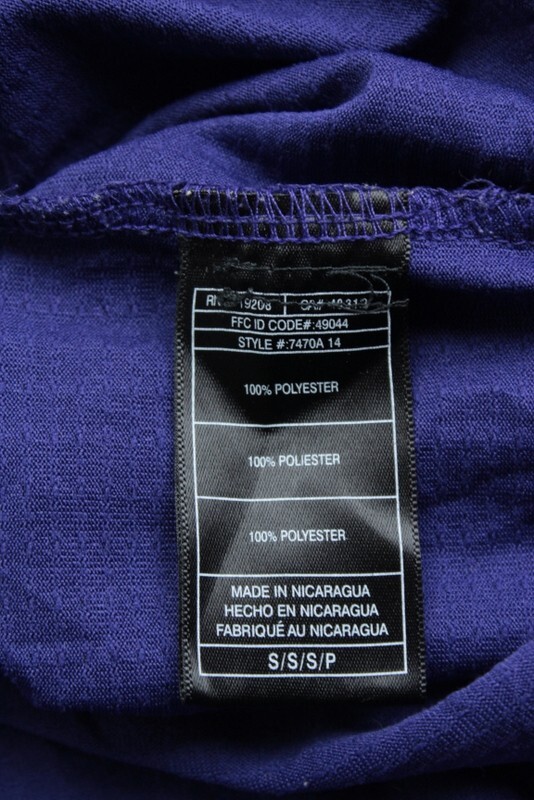 FFC ID CODE#:49044
STYLE #:7470A 14
100% POLYESTER
100% POLIESTER
100% POLYESTER
MADE IN NICARAGUA
HECHO EN NICARAGUA
FABRIQUÉ AU NICARAGUA
S/S/S/P